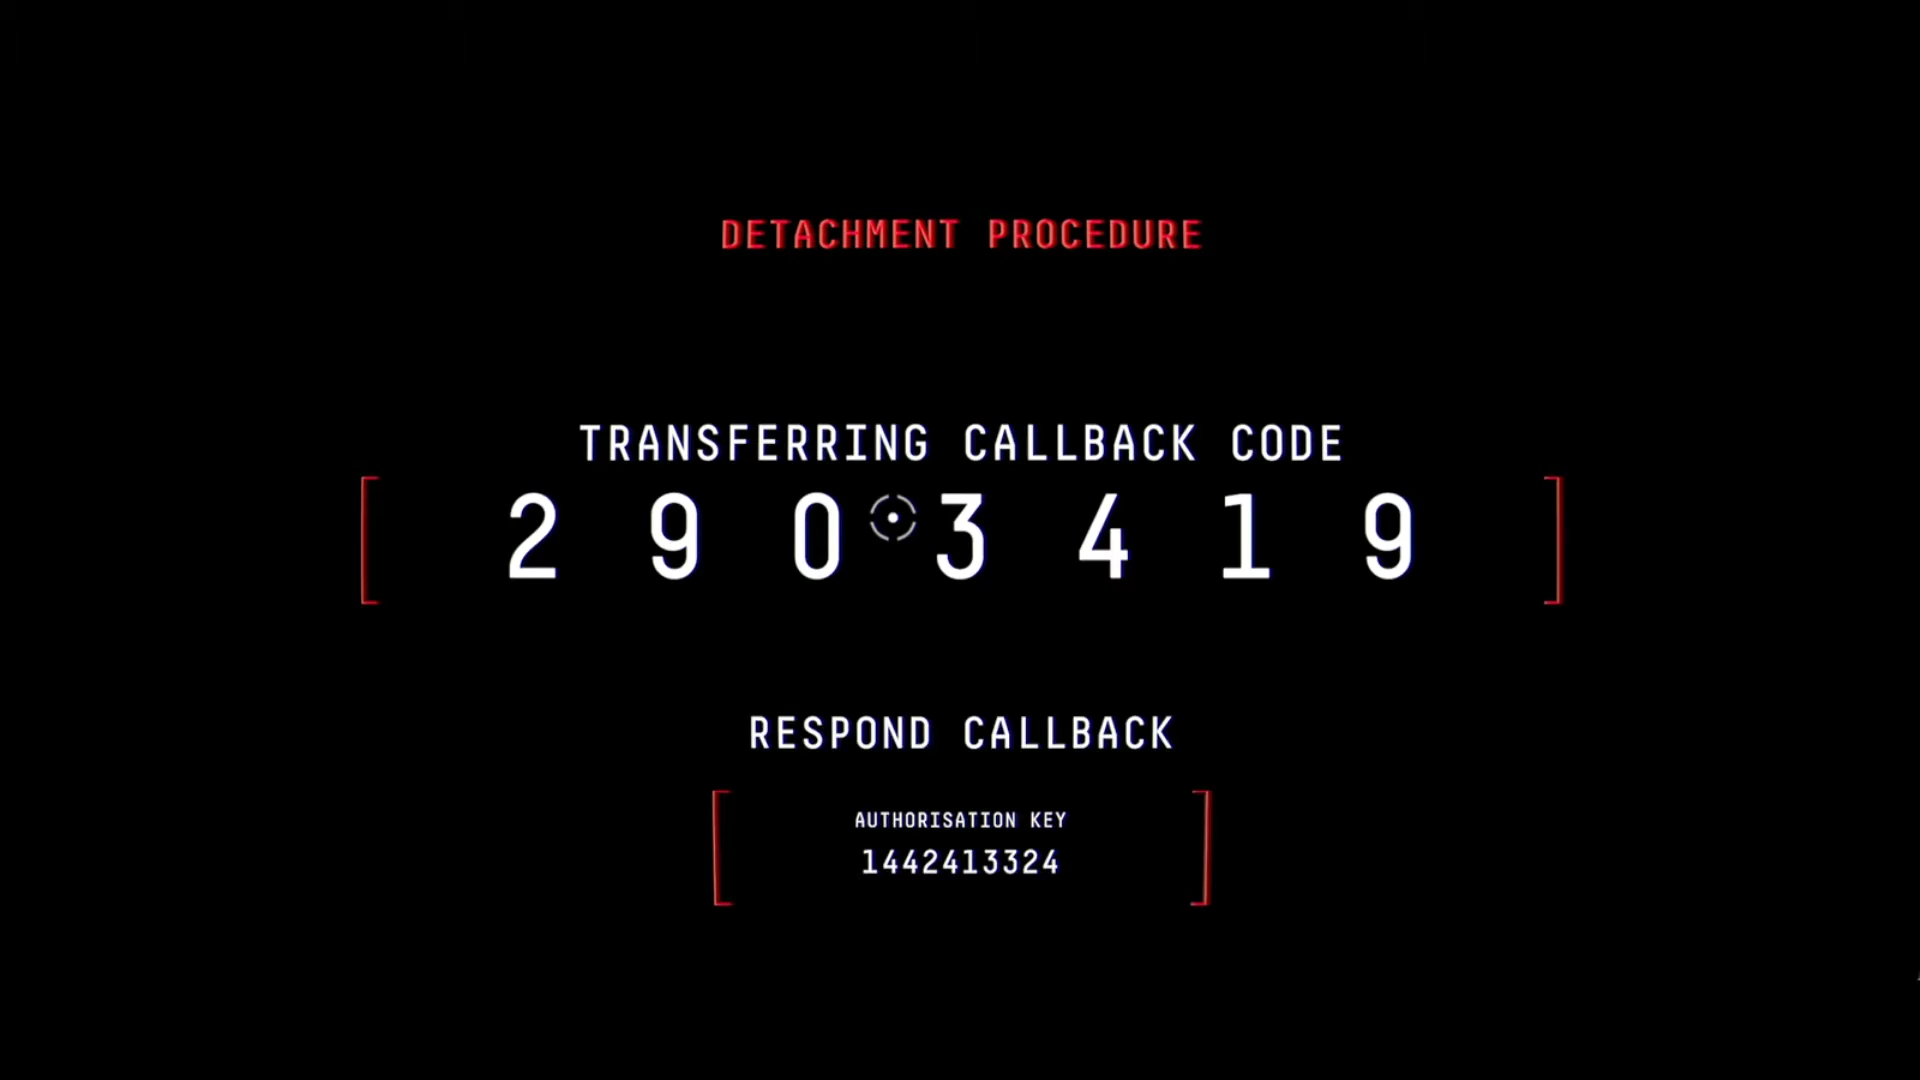 DETACHMENT PROCEDURE
TRANSFERRING CALLBACK CODE
2 9 0 3 4 1 9
RESPOND CALLBACK
AUTHORISATION KEY
1442413324